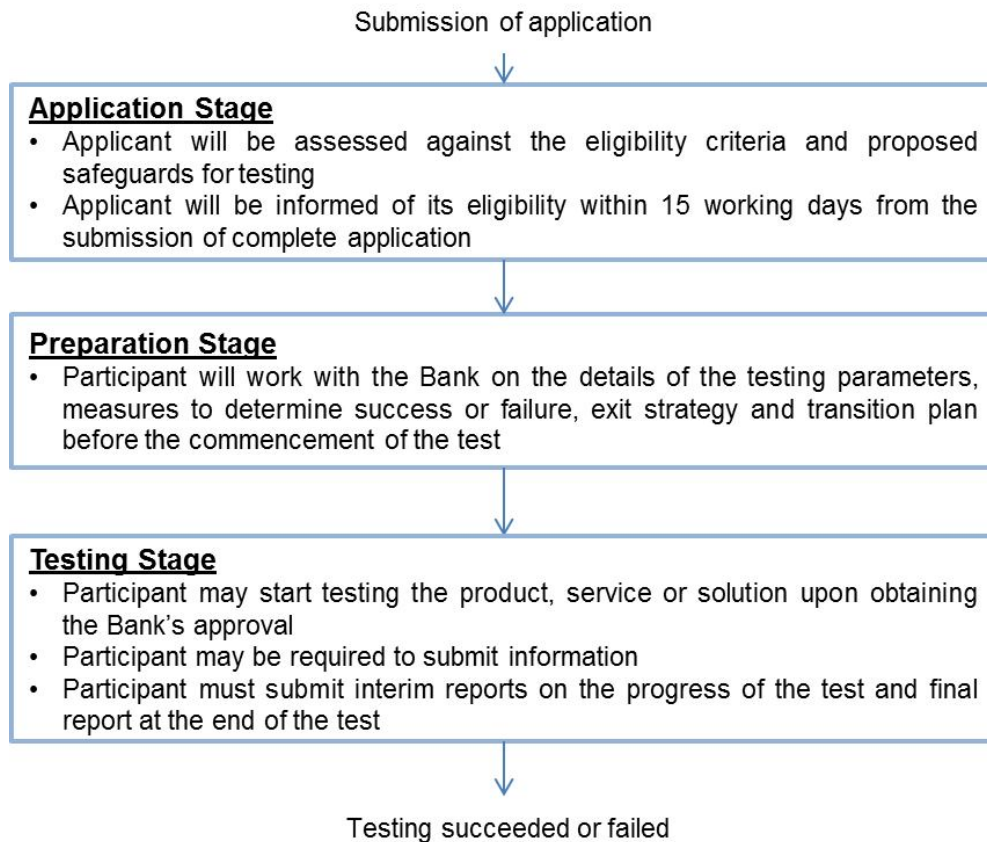 Submission of application
Application Stage
• Applicant will be assessed against the eligibility criteria and proposed
safeguards for testing
• Applicant will be informed of its eligibility within 15 working days from the
submission of complete application
Preparation Stage
• Participant will work with the Bank on the details of the testing parameters,
measures to determine success or failure, exit strategy and transition plan
before the commencement of the test
Testing Stage
• Participant may start testing the product, service or solution upon obtaining
the Bank’s approval
• Participant may be required to submit information
• Participant must submit interim reports on the progress of the test and final
report at the end of the test
Testing succeeded or failed